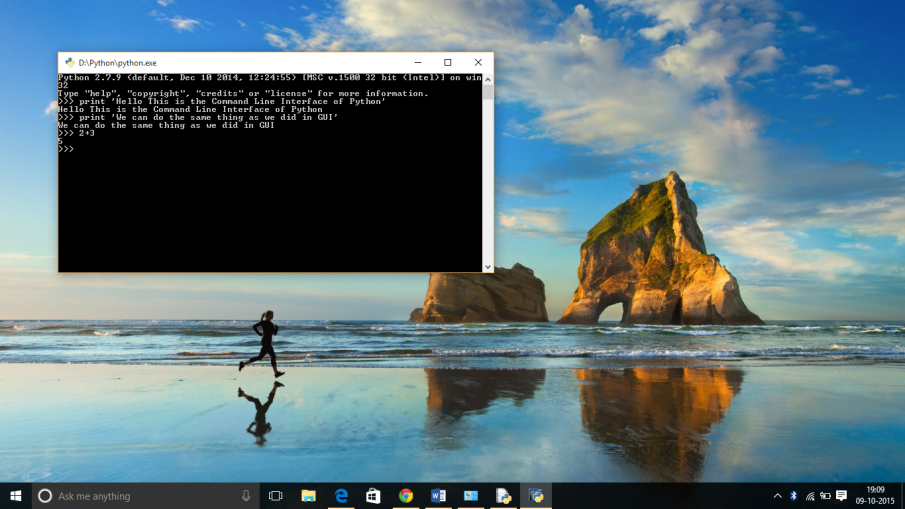 D:\Python\python.exe
Python 2.7.9 (default, Dec 10 2014, 12:24:55) [MSC v.1500 32 bit (Intel)] on win
32
Type "help", "copyright", "credits" or "license" for more information.
>>> print 'Hello This is the Command Line Interface of Python'
Hello This is the Command Line Interface of Python
>>> print 'We can do the same thing as we did in GUI'
We can do the same thing as we did in GUI
>>> 2+3
5
>>>
Ask me anything
19:09
09-10-2015